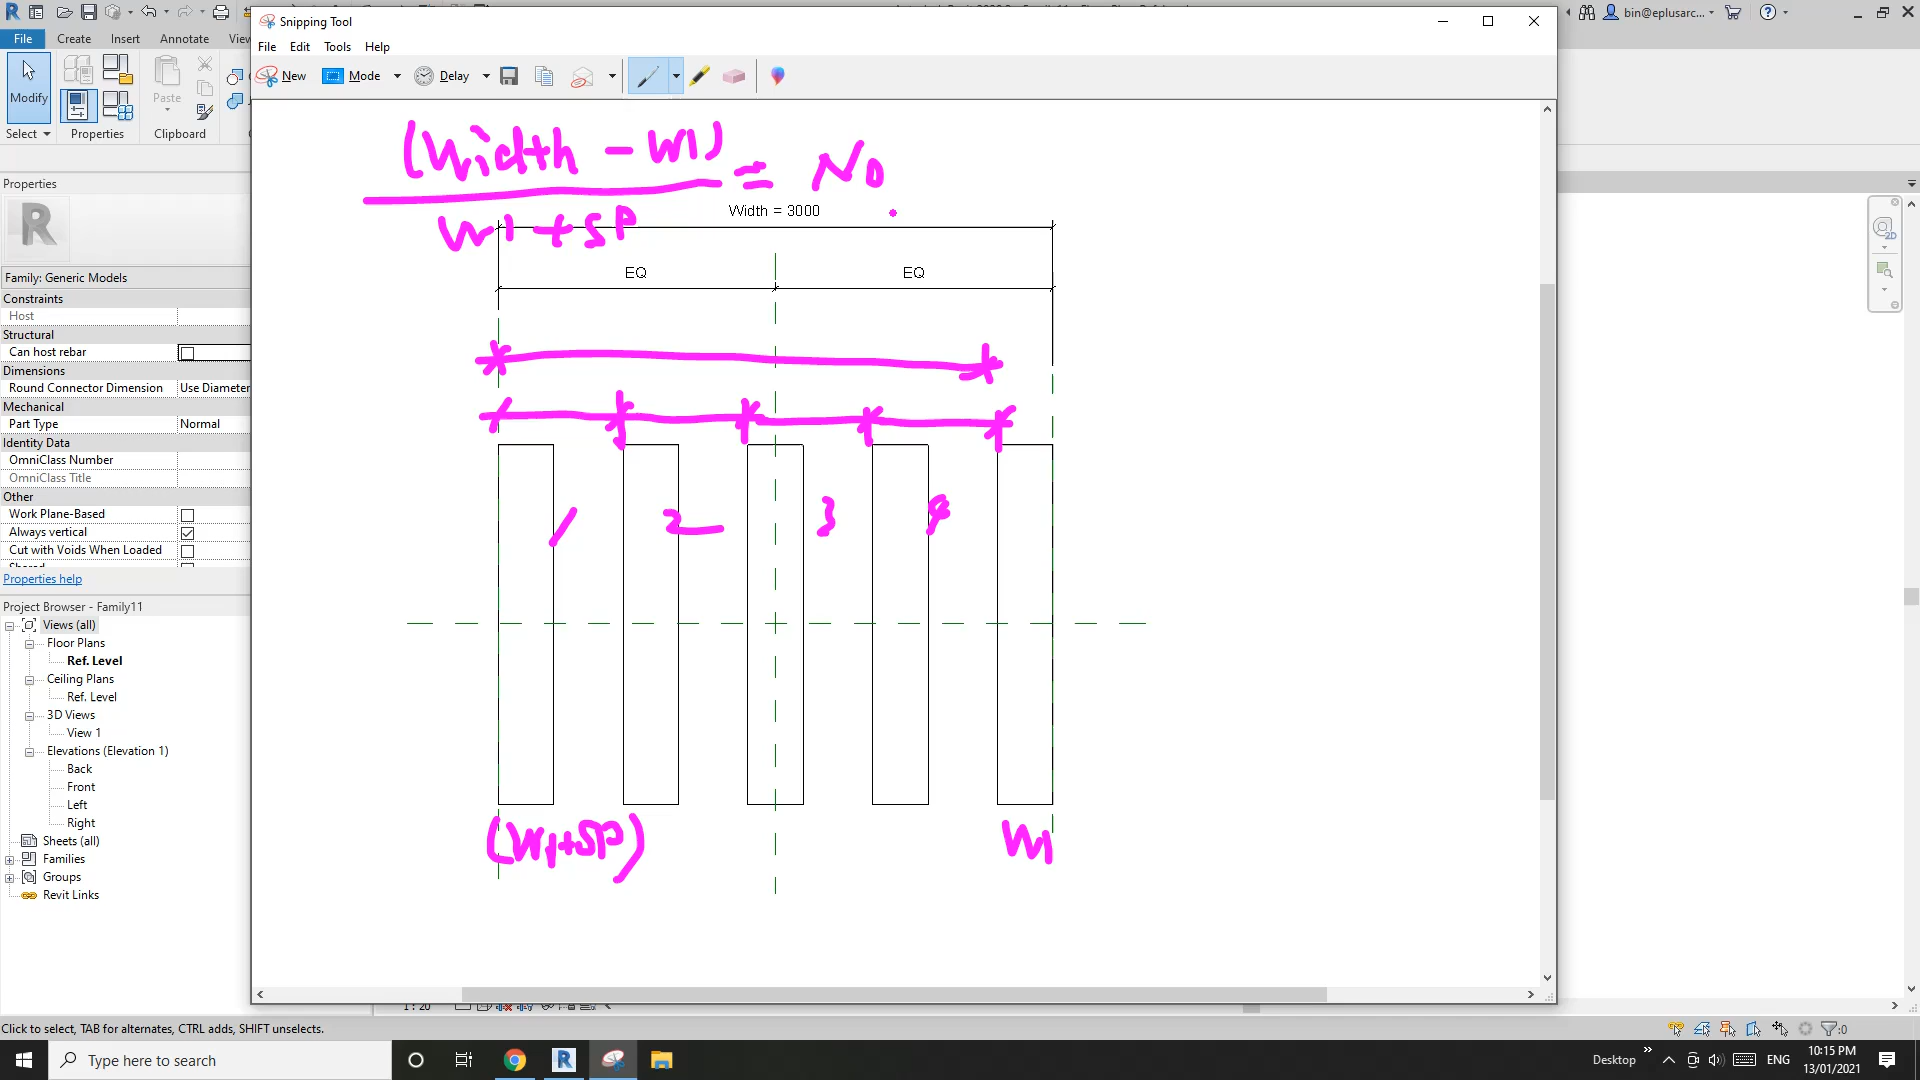 Snipping Tool
bin@eplusarc...
File
Create
Insert
Annotate
File Edit Tools Help
New Mode Delay
Modify
Paste
Select Properties Clipboard
(Width - W1) = No
W1 + SP
Width = 3000
EQ EQ
1 2 3 4
(W1+SP) W1
Properties
Family: Generic Models
Constraints
Host
Structural
Can host rebar
Dimensions
Round Connector Dimension Use Diameter
Mechanical
Part Type Normal
Identity Data
OmniClass Number
OmniClass Title
Other
Work Plane-Based
Always vertical
Cut with Voids When Loaded
Shared
Properties help
Project Browser - Family11
Views (all)
Floor Plans
Ref. Level
Ceiling Plans
Ref. Level
3D Views
View 1
Elevations (Elevation 1)
Back
Front
Left
Right
Sheets (all)
Families
Groups
Revit Links
1 : 20
Click to select, TAB for alternates, CTRL adds, SHIFT unselects.
:0
Type here to search
Desktop
ENG
10:15 PM
13/01/2021